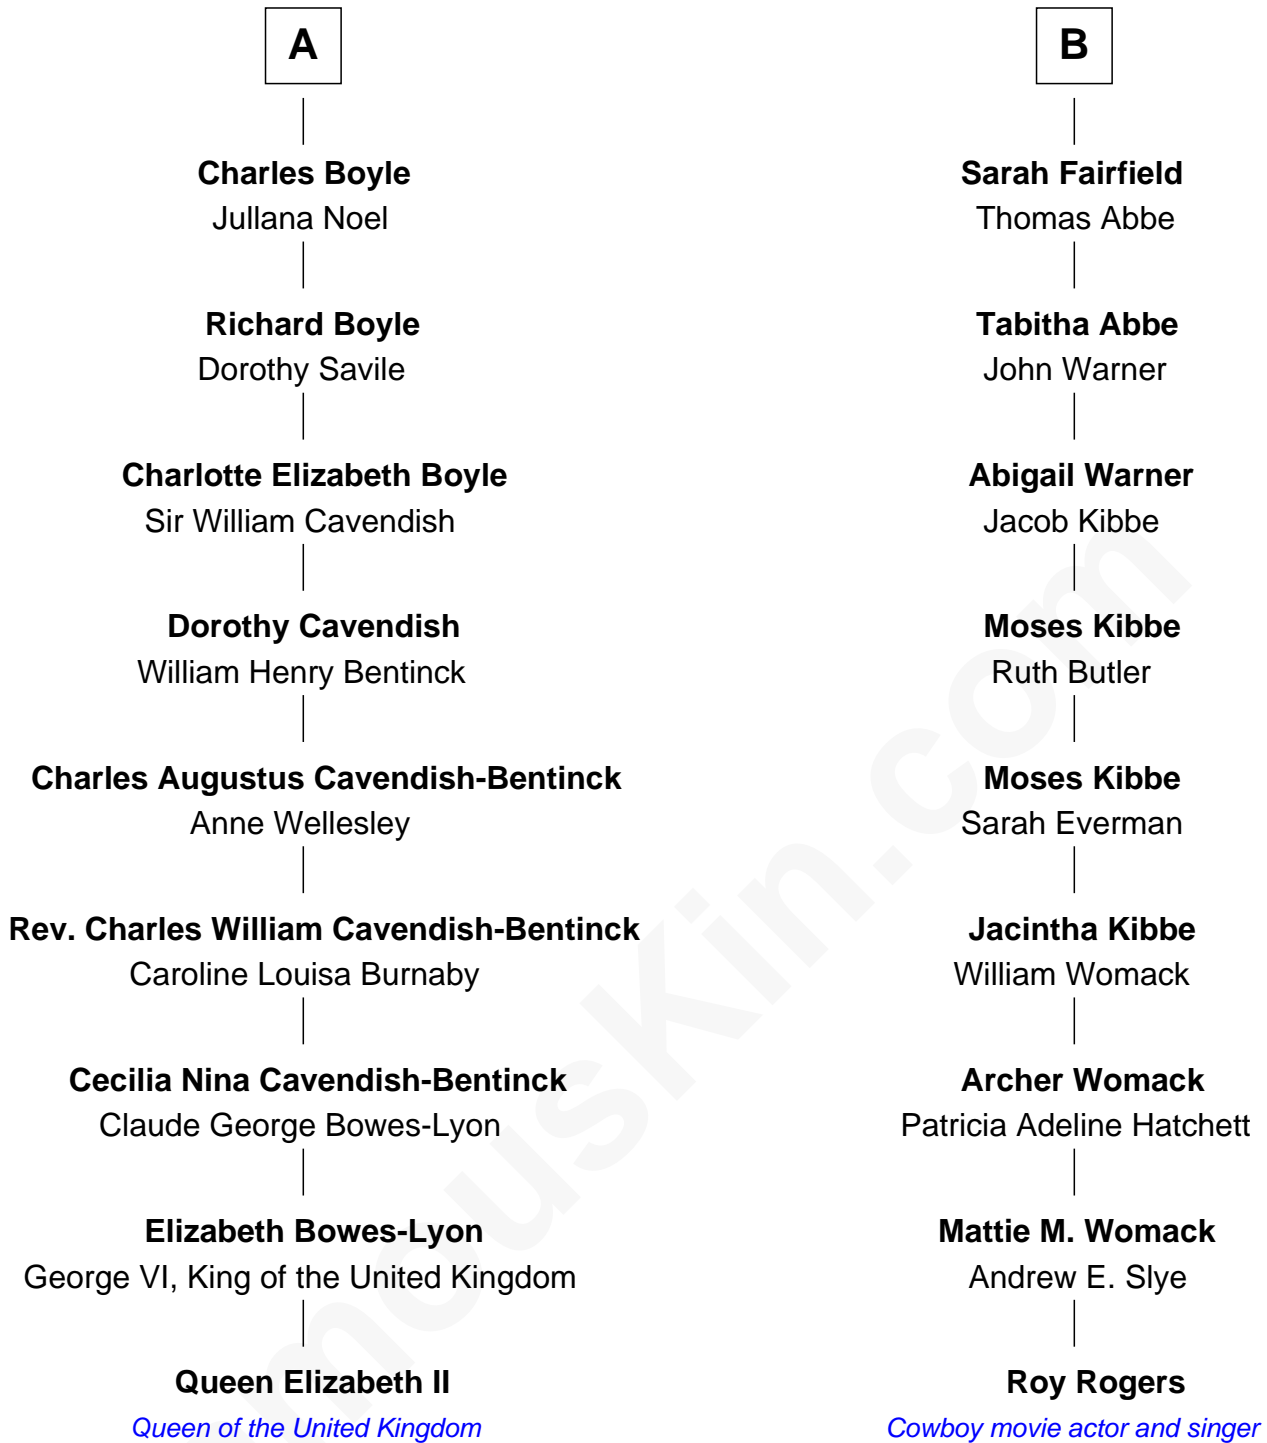 A
Charles Boyle
Jullana Noel
Richard Boyle
Dorothy Savile
Charlotte Elizabeth Boyle
Sir William Cavendish
Dorothy Cavendish
William Henry Bentinck
Charles Augustus Cavendish-Bentinck
Anne Wellesley
Rev. Charles William Cavendish-Bentinck
Caroline Louisa Burnaby
Cecilia Nina Cavendish-Bentinck
Claude George Bowes-Lyon
Elizabeth Bowes-Lyon
George VI, King of the United Kingdom
Queen Elizabeth II
Queen of the United Kingdom
B
Sarah Fairfield
Thomas Abbe
Tabitha Abbe
John Warner
Abigail Warner
Jacob Kibbe
Moses Kibbe
Ruth Butler
Moses Kibbe
Sarah Everman
Jacintha Kibbe
William Womack
Archer Womack
Patricia Adeline Hatchett
Mattie M. Womack
Andrew E. Slye
Roy Rogers
Cowboy movie actor and singer
mousKin.com